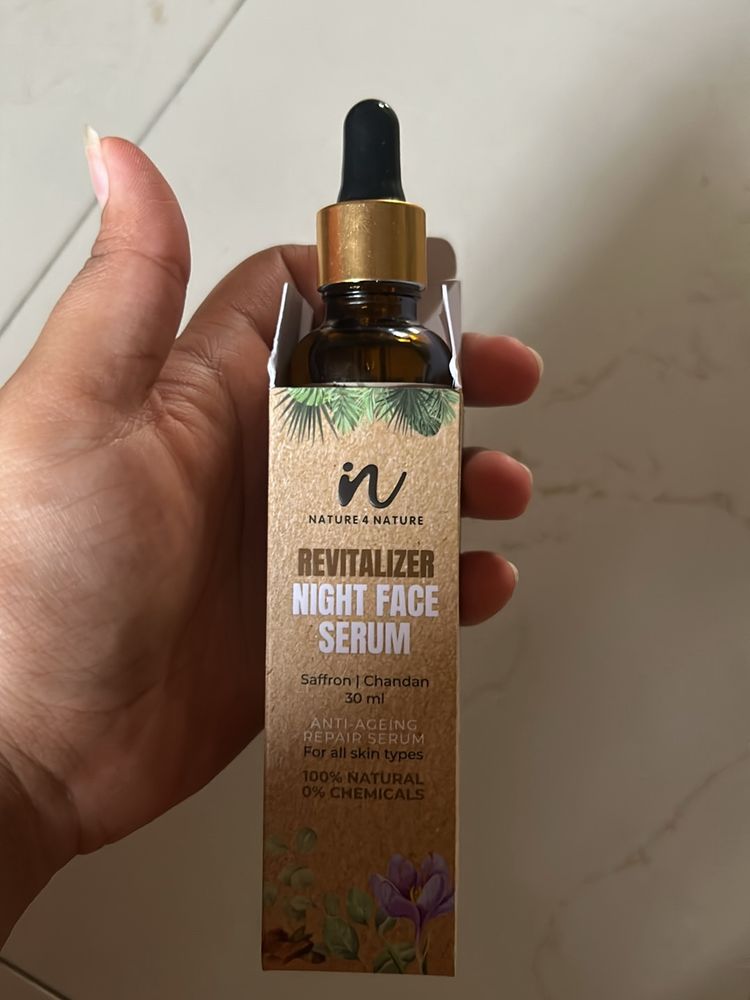 NATURE 4 NATURE
REVITALIZER
NIGHT FACE
SERUM
Saffron | Chandan
30 ml
ANTI-AGEING
REPAIR SERUM
For all skin types
100% NATURAL
0% CHEMICALS